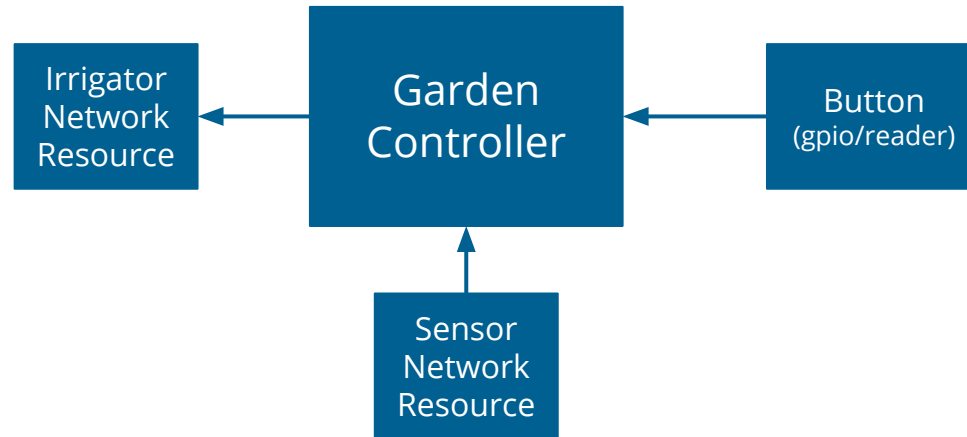 Irrigator
Network
Resource
Garden
Controller
Button
(gpio/reader)
Sensor
Network
Resource